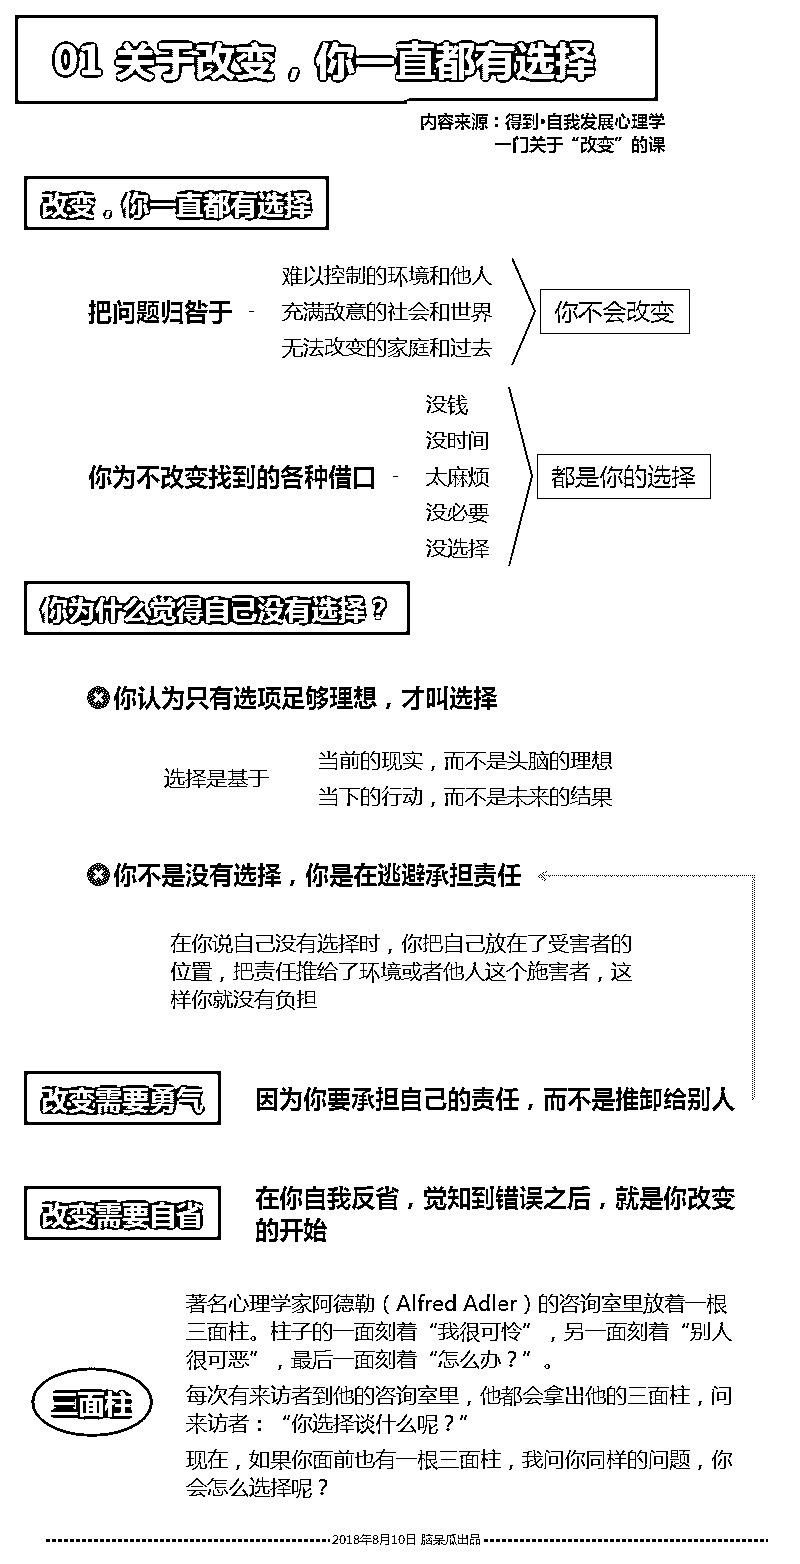 01 关于改变，你一直都有选择
内容来源：得到·自我发展心理学
一门关于“改变”的课
改变，你一直都有选择
把问题归咎于
难以控制的环境和他人
充满敌意的社会和世界
无法改变的家庭和过去
你不会改变
你为不改变找到的各种借口
没钱
没时间
太麻烦
没必要
没选择
都是你的选择
你为什么觉得自己没有选择？
你认为只有选项足够理想，才叫选择
选择是基于
当前的现实，而不是头脑的理想
当下的行动，而不是未来的结果
你不是没有选择，你是在逃避承担责任
在你说自己没有选择时，你把自己放在了受害者的
位置，把责任推给了环境或者他人这个施害者，这
样你就没有负担
改变需要勇气
因为你要承担自己的责任，而不是推卸给别人
改变需要自省
在你自我反省，觉知到错误之后，就是你改变
的开始
三面柱
著名心理学家阿德勒（Alfred Adler）的咨询室里放着一根
三面柱。柱子的一面刻着“我很可怜”，另一面刻着“别人
很可恶”，最后一面刻着“怎么办？”。
每次有来访者到他的咨询室里，他都会拿出他的三面柱，问
来访者：“你选择谈什么呢？”
现在，如果你面前也有一根三面柱，我问你同样的问题，你
会怎么选择呢？
2018年8月10日 脑呆瓜出品